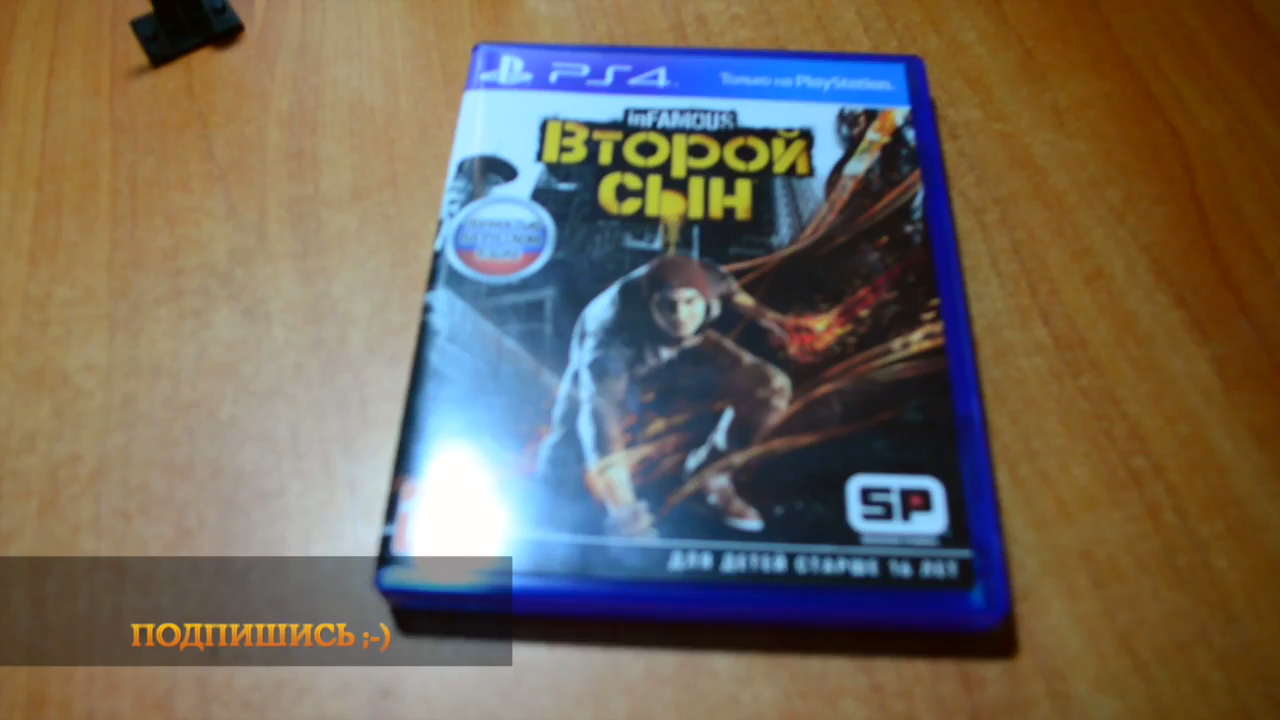 PS4
Только на PlayStation
inFAMOUS
Второй
сын
SP
ДЛЯ ДЕТЕЙ СТАРШЕ 16 ЛЕТ
ПОДПИШИСЬ ;-)